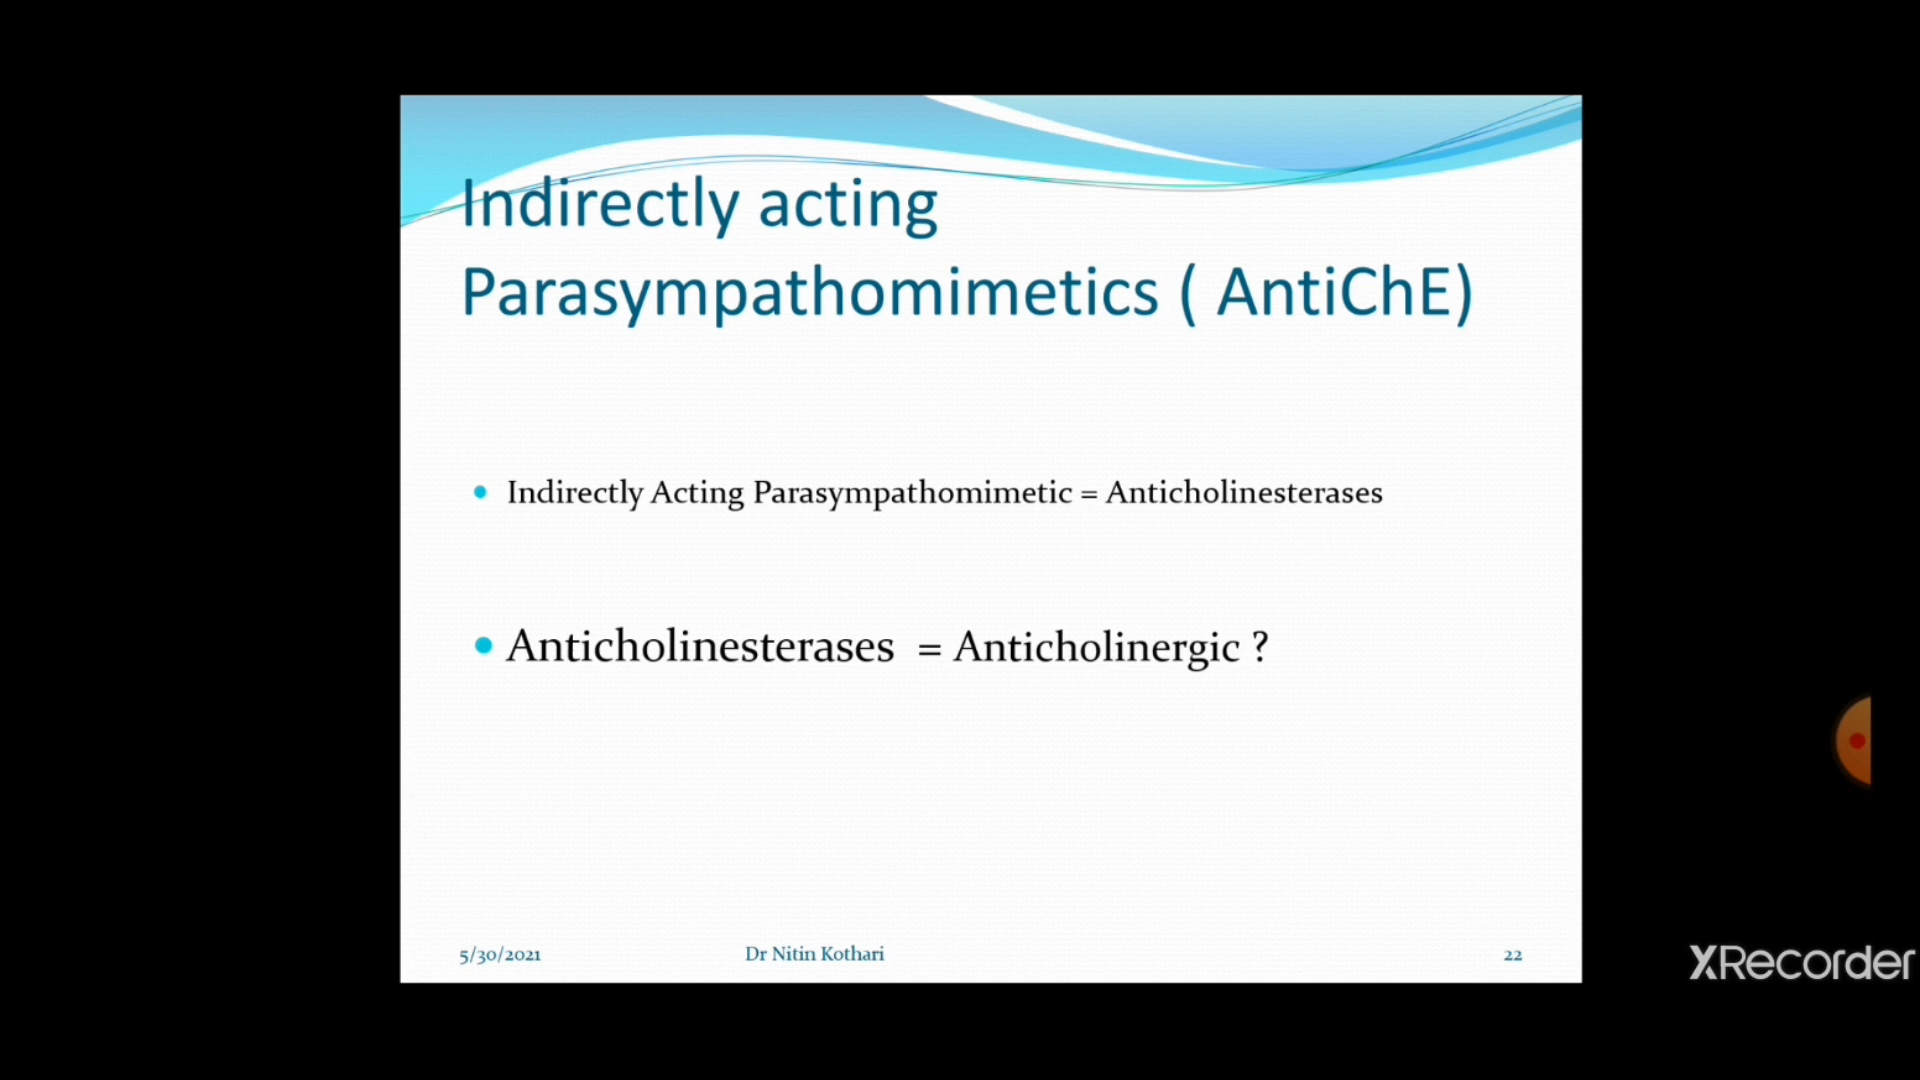 Indirectly acting
Parasympathomimetics ( AntiChE)
Indirectly Acting Parasympathomimetic = Anticholinesterases
Anticholinesterases = Anticholinergic ?
5/30/2021 Dr Nitin Kothari 22
XRecorder